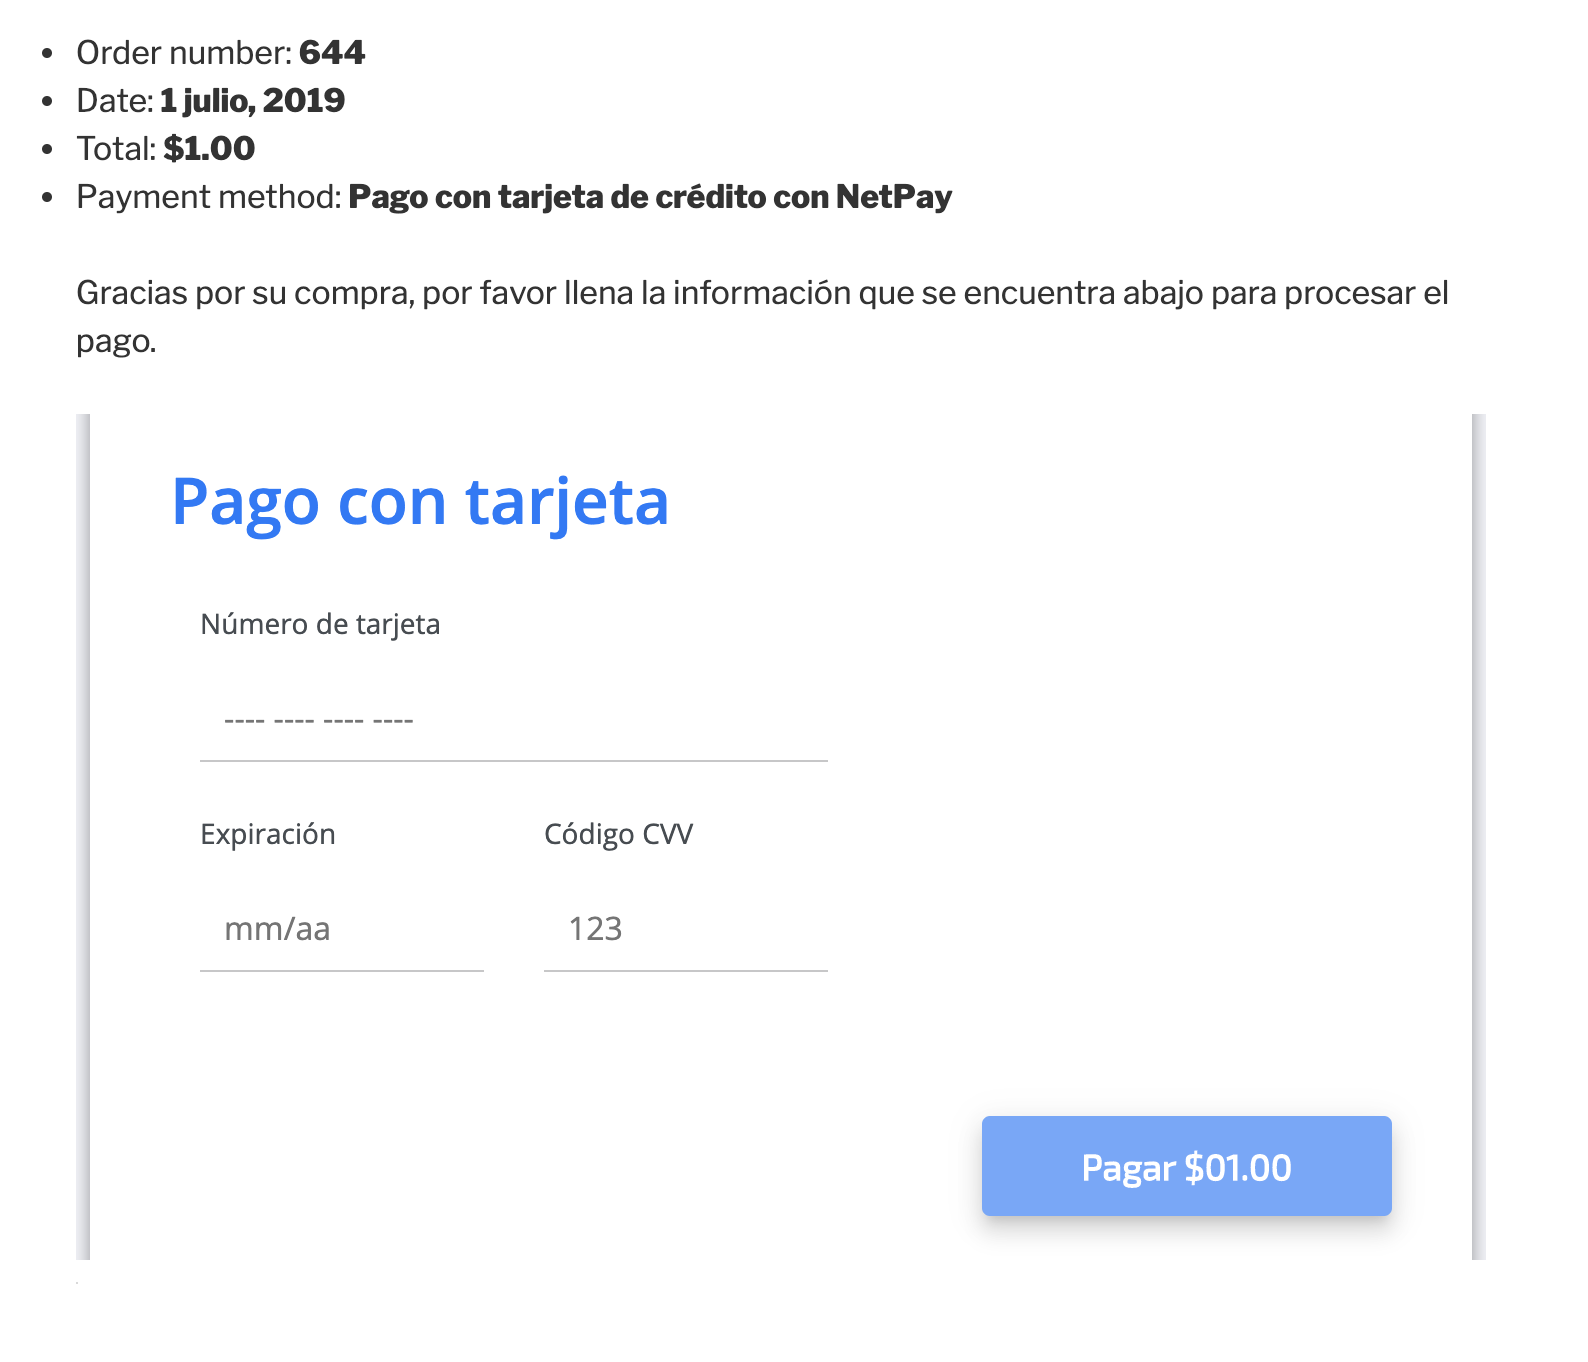 Order number: 644
Date: 1 julio, 2019
Total: $1.00
Payment method: Pago con tarjeta de crédito con NetPay
Gracias por su compra, por favor llena la información que se encuentra abajo para procesar el
pago.
Pago con tarjeta
Número de tarjeta
---- ---- ---- ----
Expiración Código CVV
mm/aa 123
Pagar $01.00